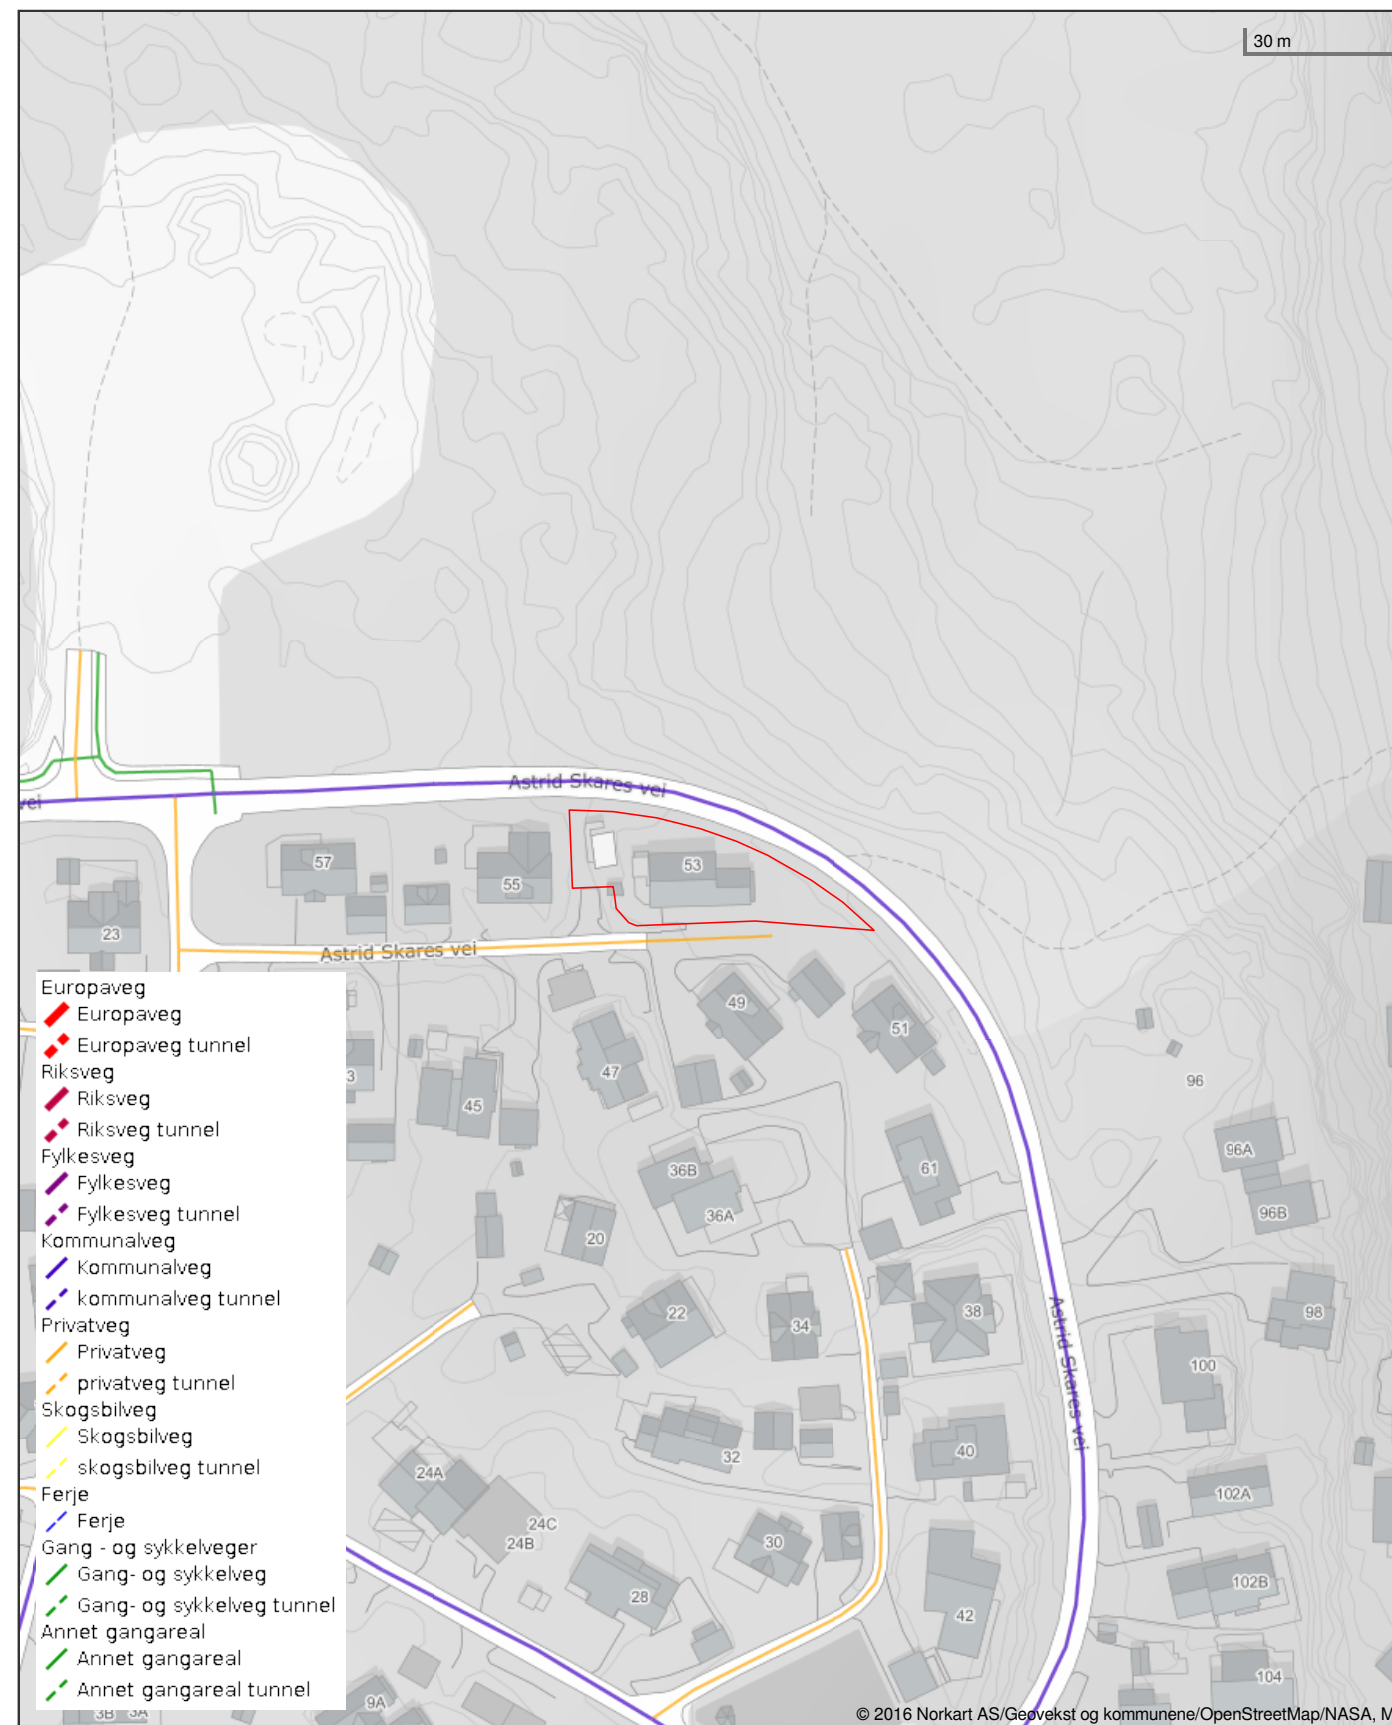 30 m
Astrid Skares vei
vei
57
55
53
23
Astrid Skares vei
49
51
47
3
45
96
36B
36A
61
96A
96B
20
22
34
38
98
Astrid Skares vei
100
32
40
24A
102A
24C
24B
30
28
102B
42
104
9A
3B 3A
Europaveg
Europaveg
Europaveg tunnel
Riksveg
Riksveg
Riksveg tunnel
Fylkesveg
Fylkesveg
Fylkesveg tunnel
Kommunalveg
Kommunalveg
kommunalveg tunnel
Privatveg
Privatveg
privatveg tunnel
Skogsbilveg
Skogsbilveg
skogsbilveg tunnel
Ferje
Ferje
Gang - og sykkelveger
Gang- og sykkelveg
Gang- og sykkelveg tunnel
Annet gangareal
Annet gangareal
Annet gangareal tunnel
© 2016 Norkart AS/Geovekst og kommunene/OpenStreetMap/NASA, M